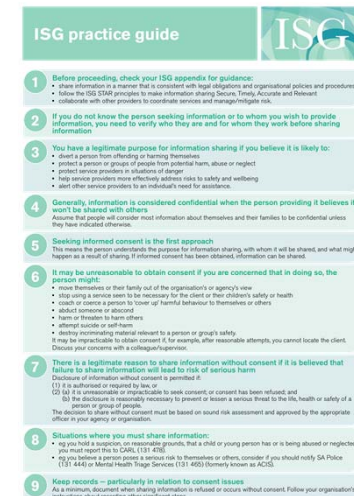 ISG practice guide
ISG
1
Before proceeding, check your ISG appendix for guidance:
• share information in a manner that is consistent with legal obligations and organisational policies and procedures
• follow the ISG STAR principles to make information sharing Secure, Timely, Accurate and Relevant
• collaborate with other providers to coordinate services and manage/mitigate risk.
2
If you do not know the person seeking information or to whom you wish to provide
information, you need to verify who they are and for whom they work before sharing
information
3
You have a legitimate purpose for sharing information if you believe it is likely to:
• divert a person from offending or harming themselves
• protect a person or groups of people from potential harm, abuse or neglect
• protect service providers in situations of danger
• help service providers more effectively address risks to safety and wellbeing
• alert other service providers to an individual's need for assistance.
4
Generally, information is considered confidential when the person providing it believes it
won't be shared with others
Assume that people will consider most information about themselves and their families to be confidential unless
they have indicated otherwise.
5
Seeking informed consent is the first approach
This means the person understands the purpose for information sharing, with whom it will be shared, and what
happen as a result of sharing. If informed consent has been obtained, information can be shared.
6
It may be unreasonable to obtain consent if you are concerned that in doing so, the
person might:
• move themselves or their family out of the organisation's or agency's view
• stop using a service seen to be necessary for the client or their children's safety or health
• coach or coerce a person to 'cover up' harmful behaviour to themselves or others
• abduct someone or abscond
• harm or threaten to harm others
• attempt suicide or self-harm
• destroy incriminating material relevant to a person or group's safety.
It may be impracticable to obtain consent if, for example, after reasonable attempts, you cannot locate the client.
Discuss your concerns with a colleague/supervisor.
7
There is a legitimate reason to share information without consent if it is believed that
failure to share information will lead to risk of serious harm
Disclosure of information without consent is permitted if:
(1) it is authorised or required by law, or
(2) (a) it is unreasonable or impracticable to seek consent; or consent has been refused; and
(b) the disclosure is reasonably necessary to prevent or lessen a serious threat to the life, health or safety of a
person or group of people.
The decision to share without consent must be based on sound risk assessment and approved by the appropriate
officer in your agency or organisation.
8
Situations where you must share information:
• eg you hold a suspicion, on reasonable grounds, that a child or young person has or is being abused or neglected
you must report this to CARL (131 478).
• eg you believe a person poses a serious risk to themselves or others, consider if you should notify SA Police
(131 444) or Mental Health Triage Services (131 465) (formerly known as ACIS).
9
Keep records – particularly in relation to consent issues
As a minimum, document when sharing information is refused or occurs without consent. Follow your organisation's